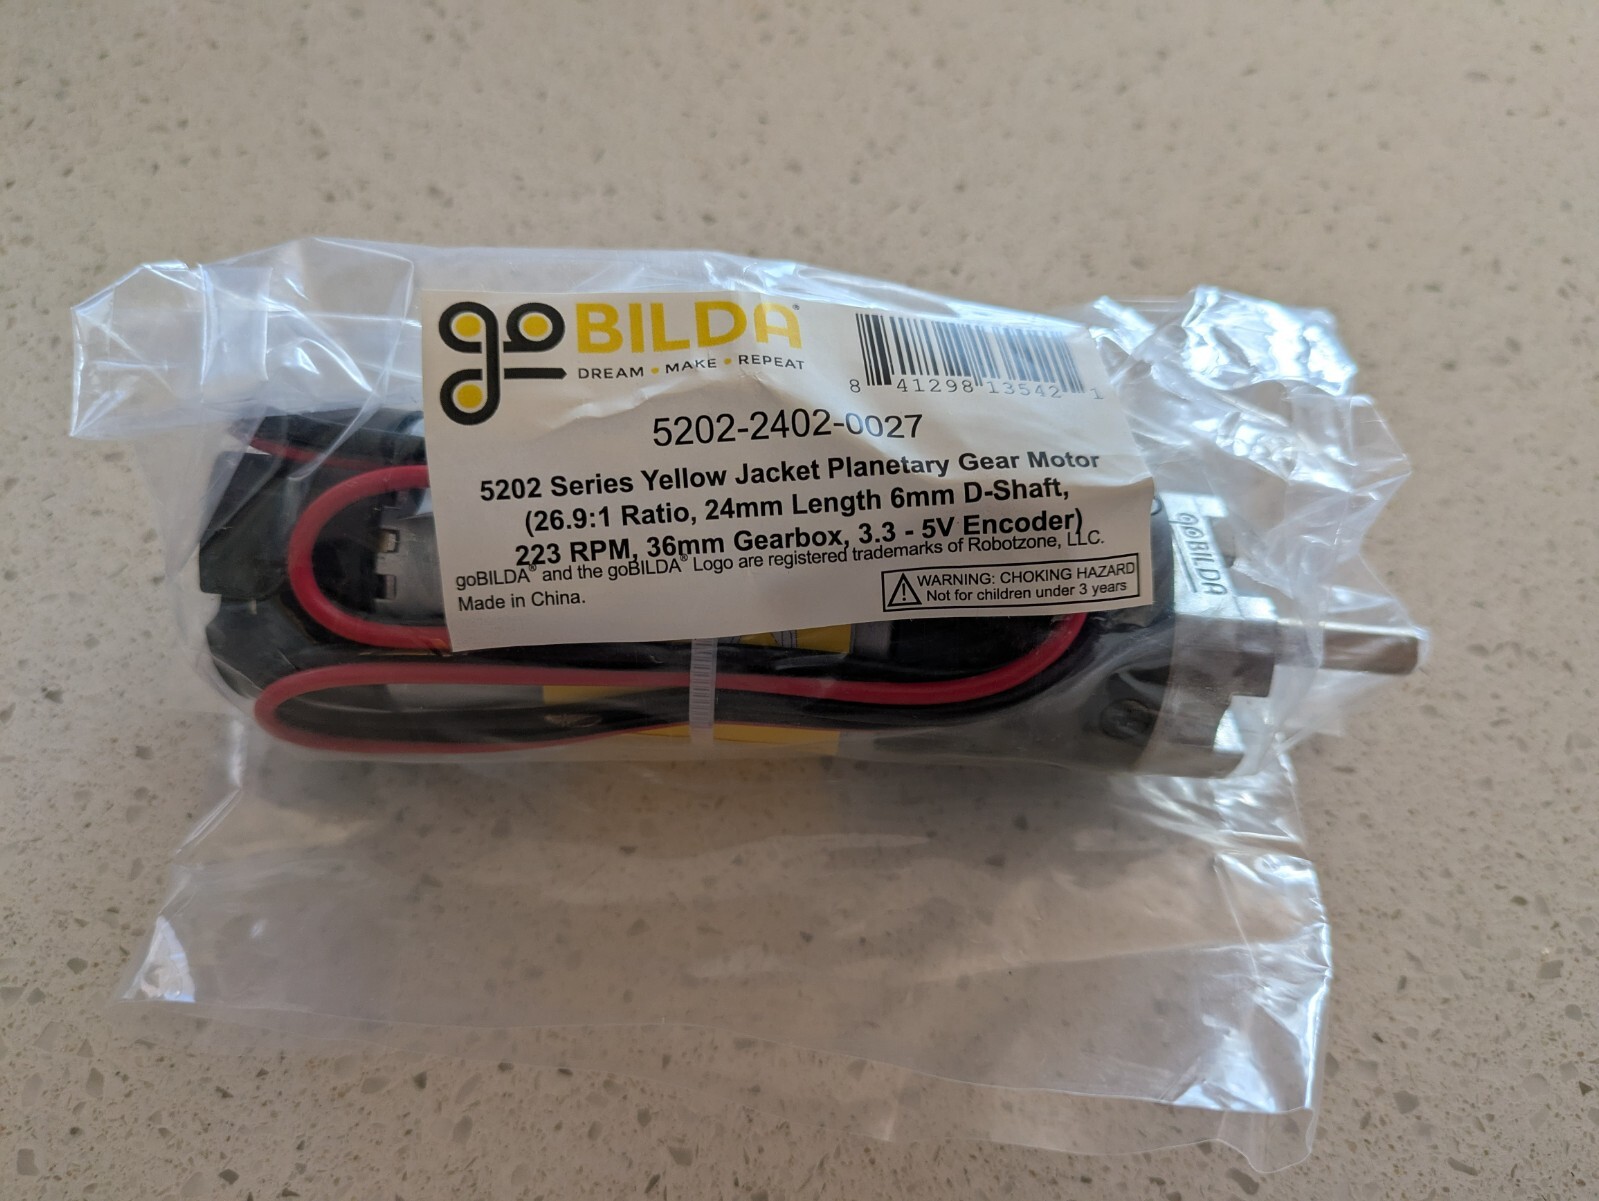 goBILDA®
DREAM • MAKE • REPEAT
8 41298 13542 1
5202-2402-0027
5202 Series Yellow Jacket Planetary Gear Motor
(26.9:1 Ratio, 24mm Length 6mm D-Shaft,
223 RPM, 36mm Gearbox, 3.3 - 5V Encoder)
goBILDA® and the goBILDA® Logo are registered trademarks of Robotzone, LLC.
Made in China.
WARNING: CHOKING HAZARD
Not for children under 3 years
goBILDA